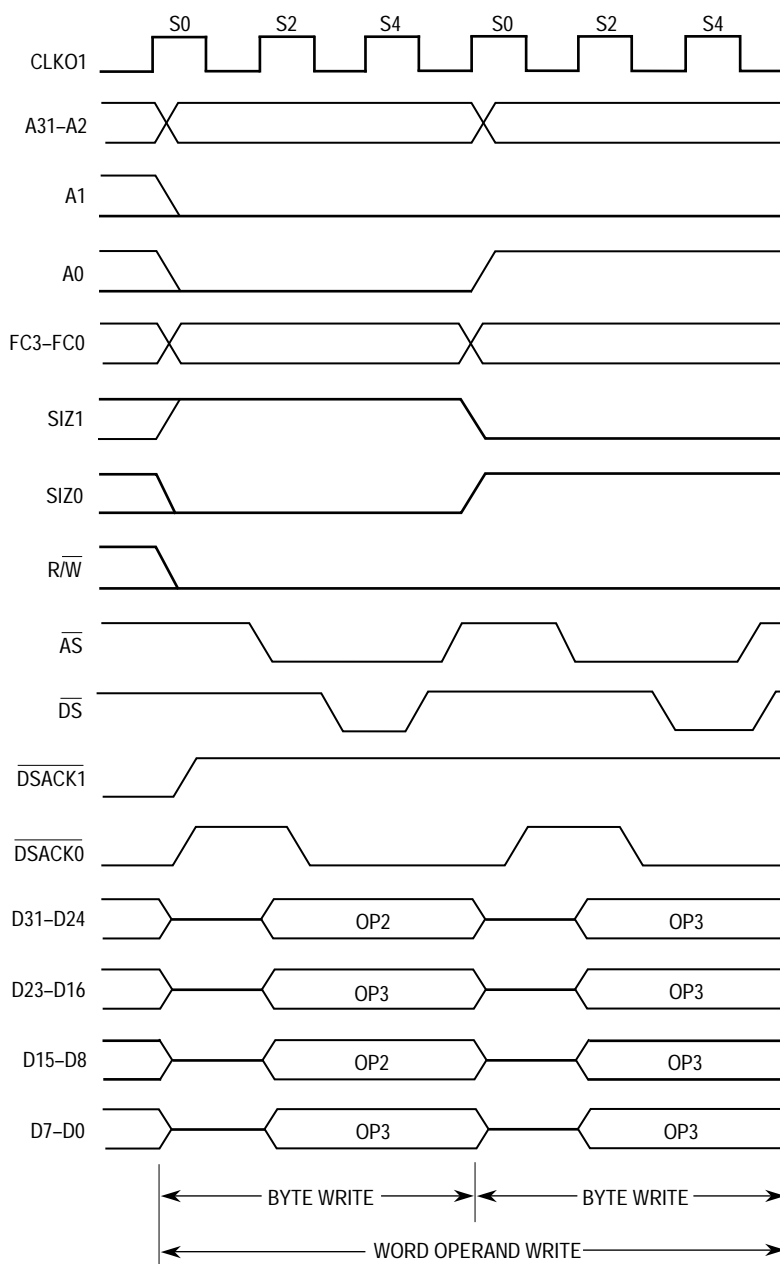 S0 S2 S4 S0 S2 S4
CLKO1
A31–A2
A1
A0
FC3–FC0
SIZ1
SIZ0
R/W
AS
DS
DSACK1
DSACK0
D31–D24 OP2 OP3
D23–D16 OP3 OP3
D15–D8 OP2 OP3
D7–D0 OP3 OP3
BYTE WRITE BYTE WRITE
WORD OPERAND WRITE